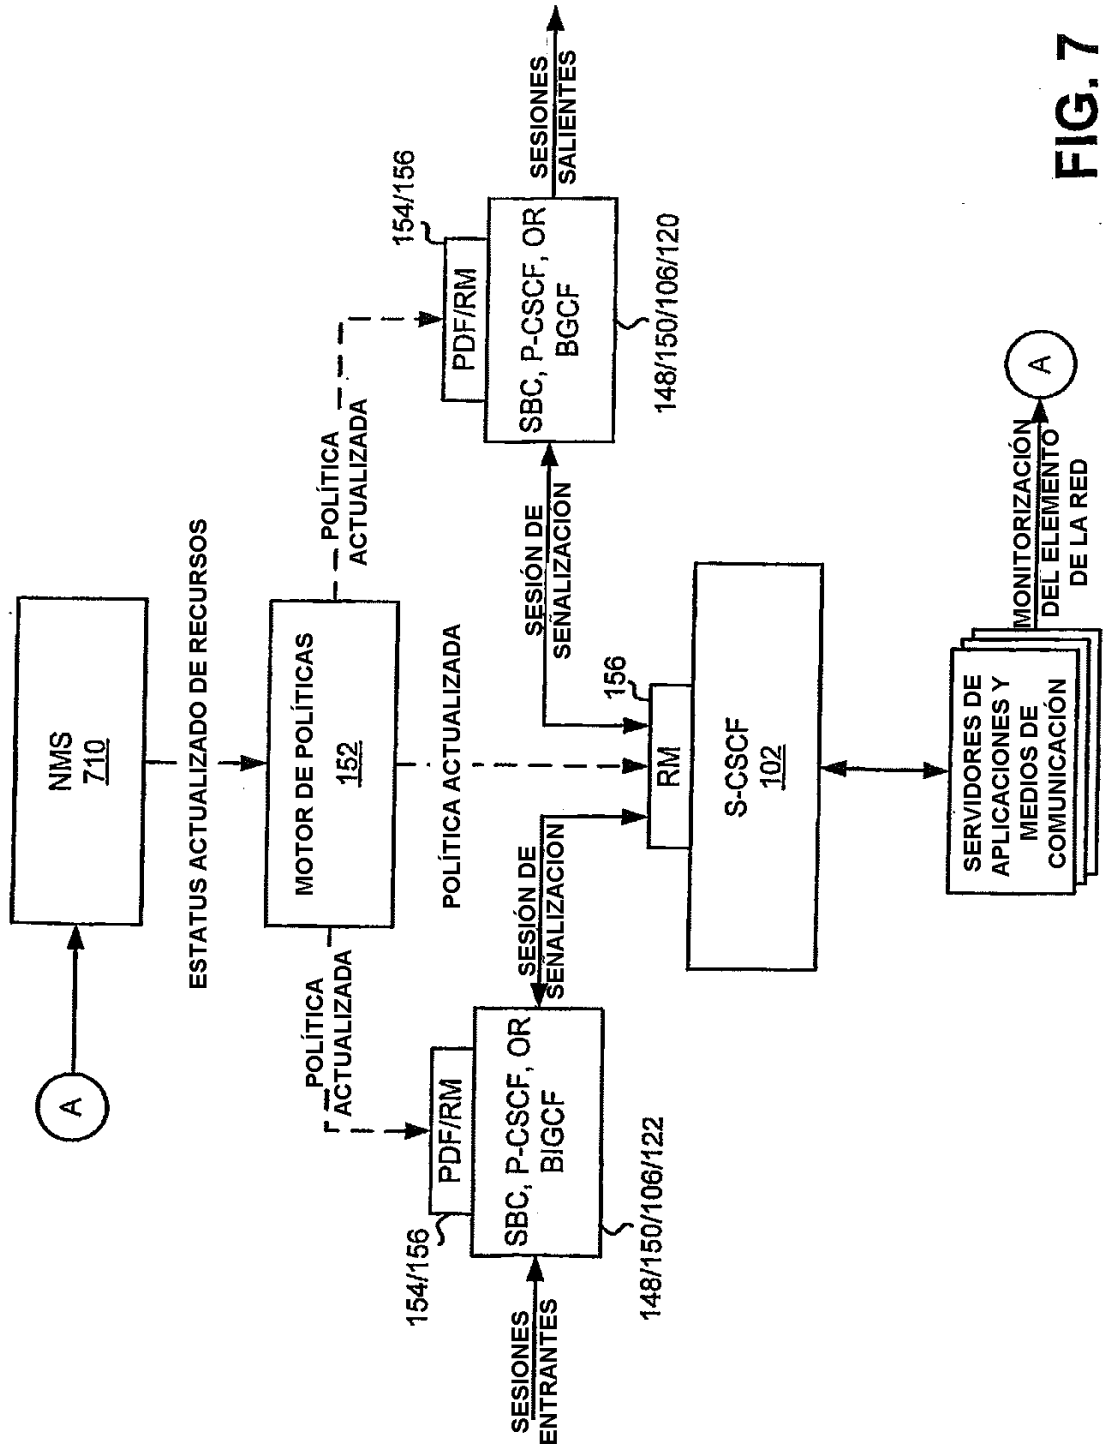 A
NMS
710
ESTATUS ACTUALIZADO DE RECURSOS
MOTOR DE POLÍTICAS
152
POLÍTICA
ACTUALIZADA
POLÍTICA ACTUALIZADA
POLÍTICA
ACTUALIZADA
154/156
PDF/RM
SBC, P-CSCF, OR
BIGCF
148/150/106/122
SESIONES
ENTRANTES
SESIÓN DE
SEÑALIZACIÓN
156
RM
S-CSCF
102
SESIÓN DE
SEÑALIZACIÓN
154/156
PDF/RM
SBC, P-CSCF, OR
BGCF
148/150/106/120
SESIONES
SALIENTES
SERVIDORES DE
APLICACIONES Y
MEDIOS DE
COMUNICACIÓN
MONITORIZACIÓN
DEL ELEMENTO
DE LA RED
A
FIG. 7